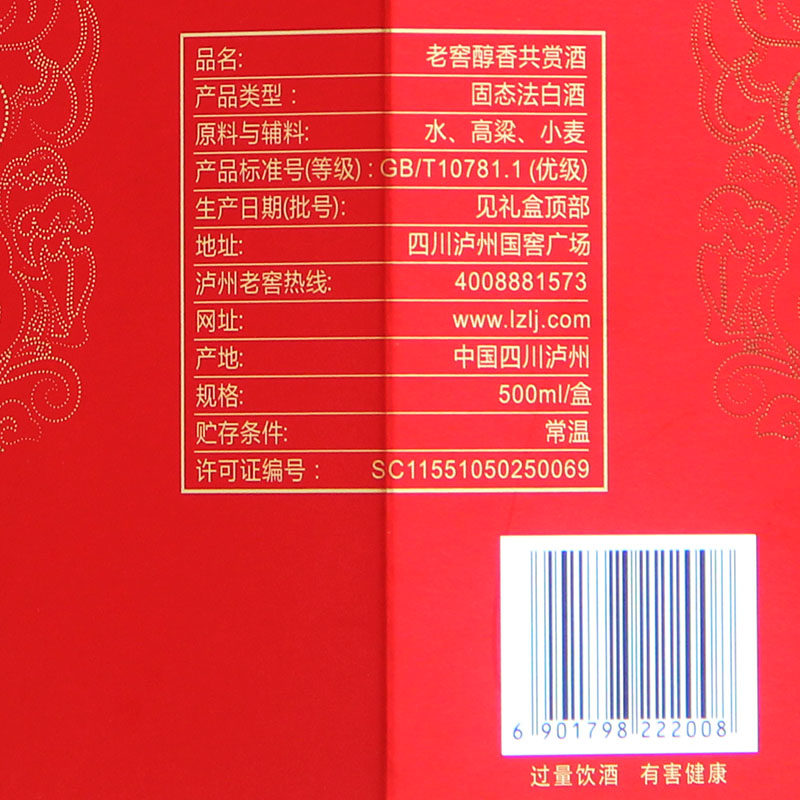 品名: 老窖醇香共赏酒
产品类型： 固态法白酒
原料与辅料: 水、高粱、小麦
产品标准号(等级)：GB/T10781.1 (优级)
生产日期(批号): 见礼盒顶部
地址: 四川泸州国窖广场
泸州老窖热线: 4008881573
网址: www.lzlj.com
产地: 中国四川泸州
规格: 500ml/盒
贮存条件: 常温
许可证编号： SC11551050250069
6 901798 222008
过量饮酒 有害健康